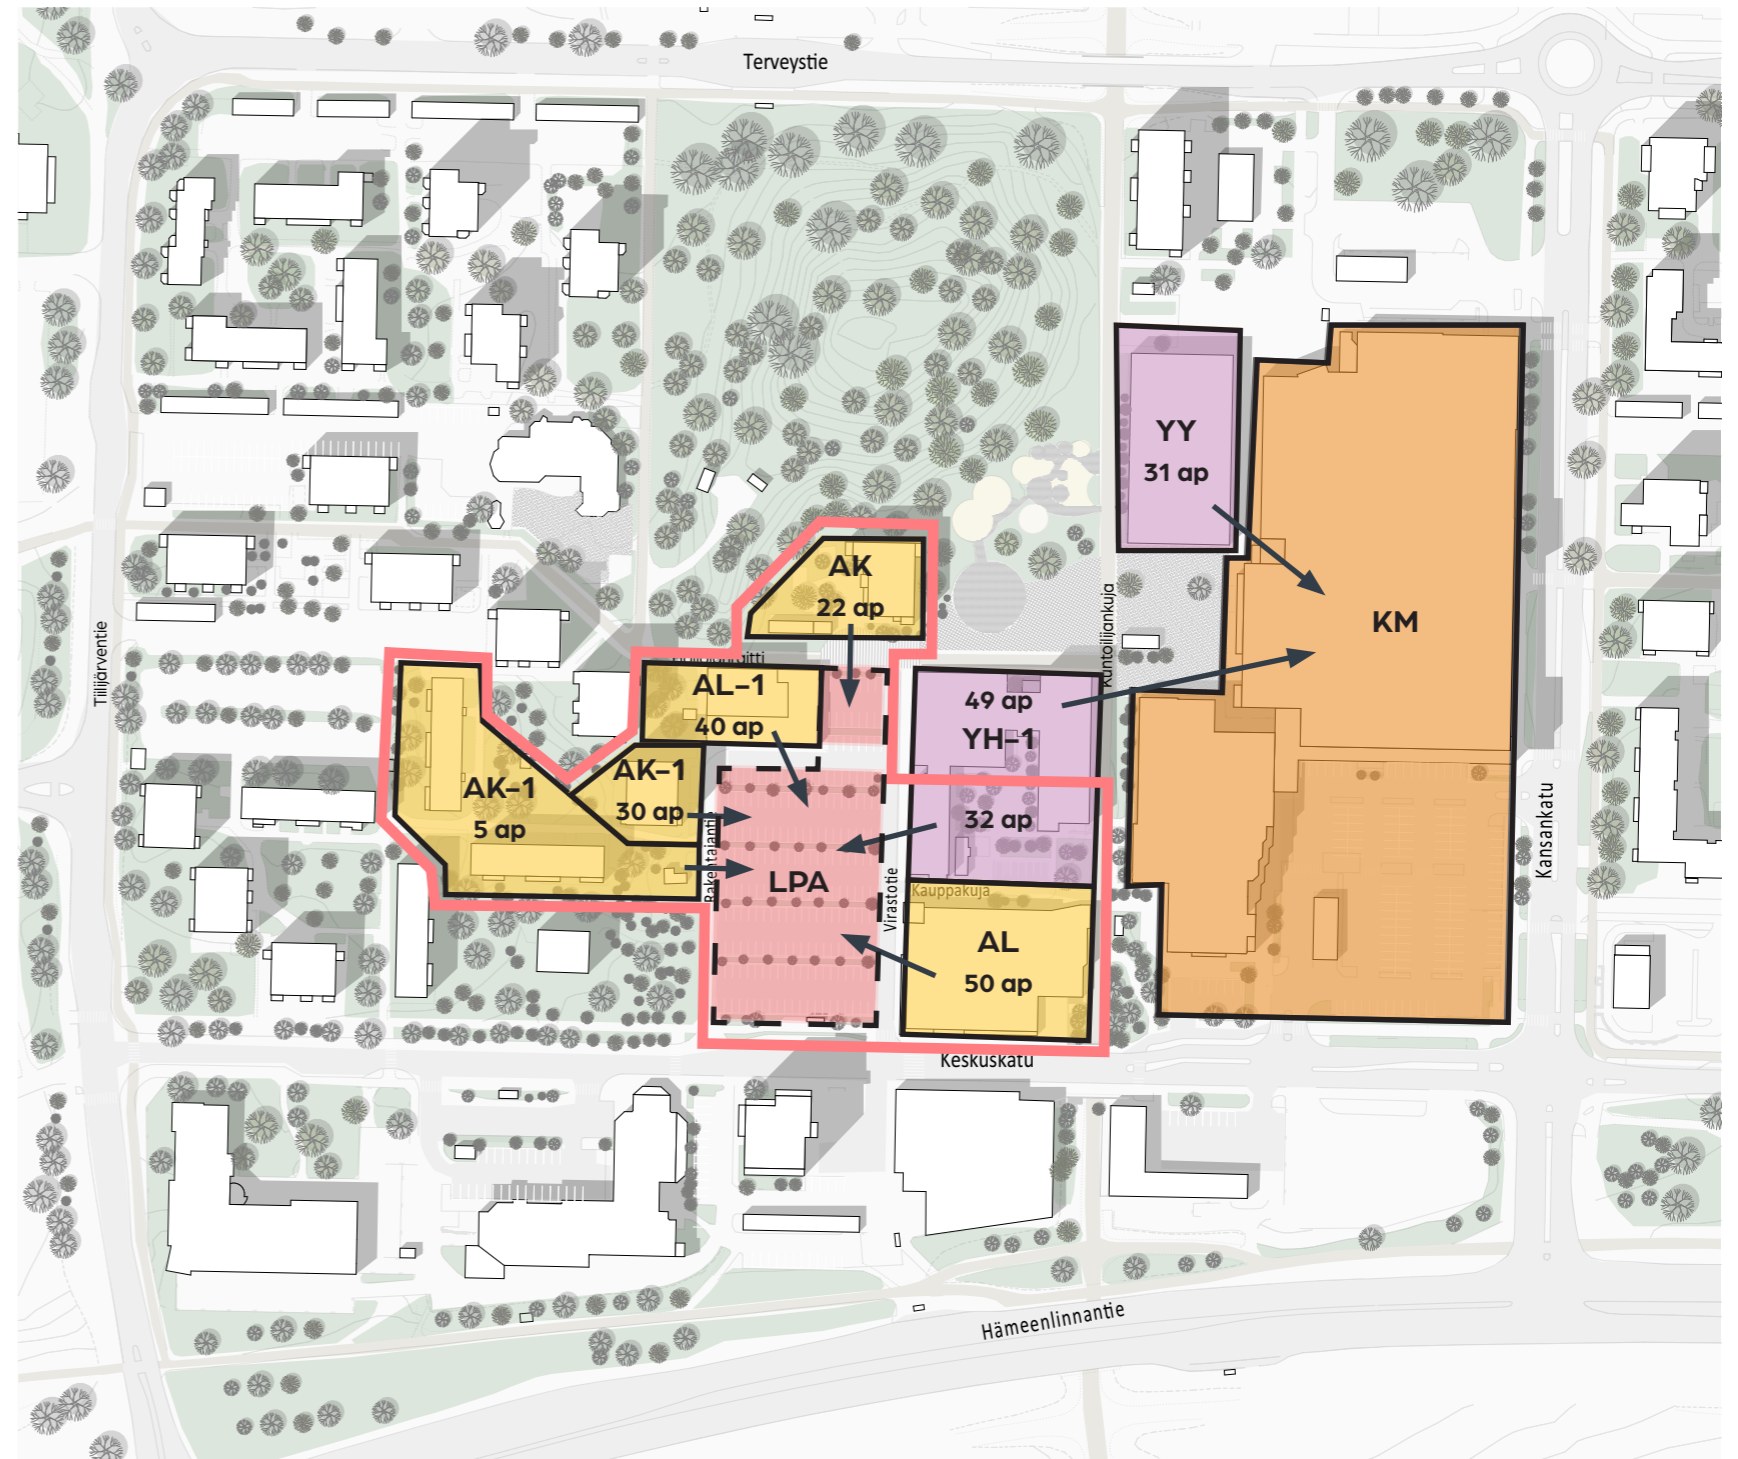 Terveystie
YY
31 ap
KM
AK
22 ap
Kuntoilijankuja
Tiilijärventie
AL-1
40 ap
49 ap
YH-1
AK-1
30 ap
AK-1
5 ap
32 ap
Rakentajantie
LPA
Virastotie
Kauppakuja
AL
50 ap
Kansankatu
Keskuskatu
Hämeenlinnantie